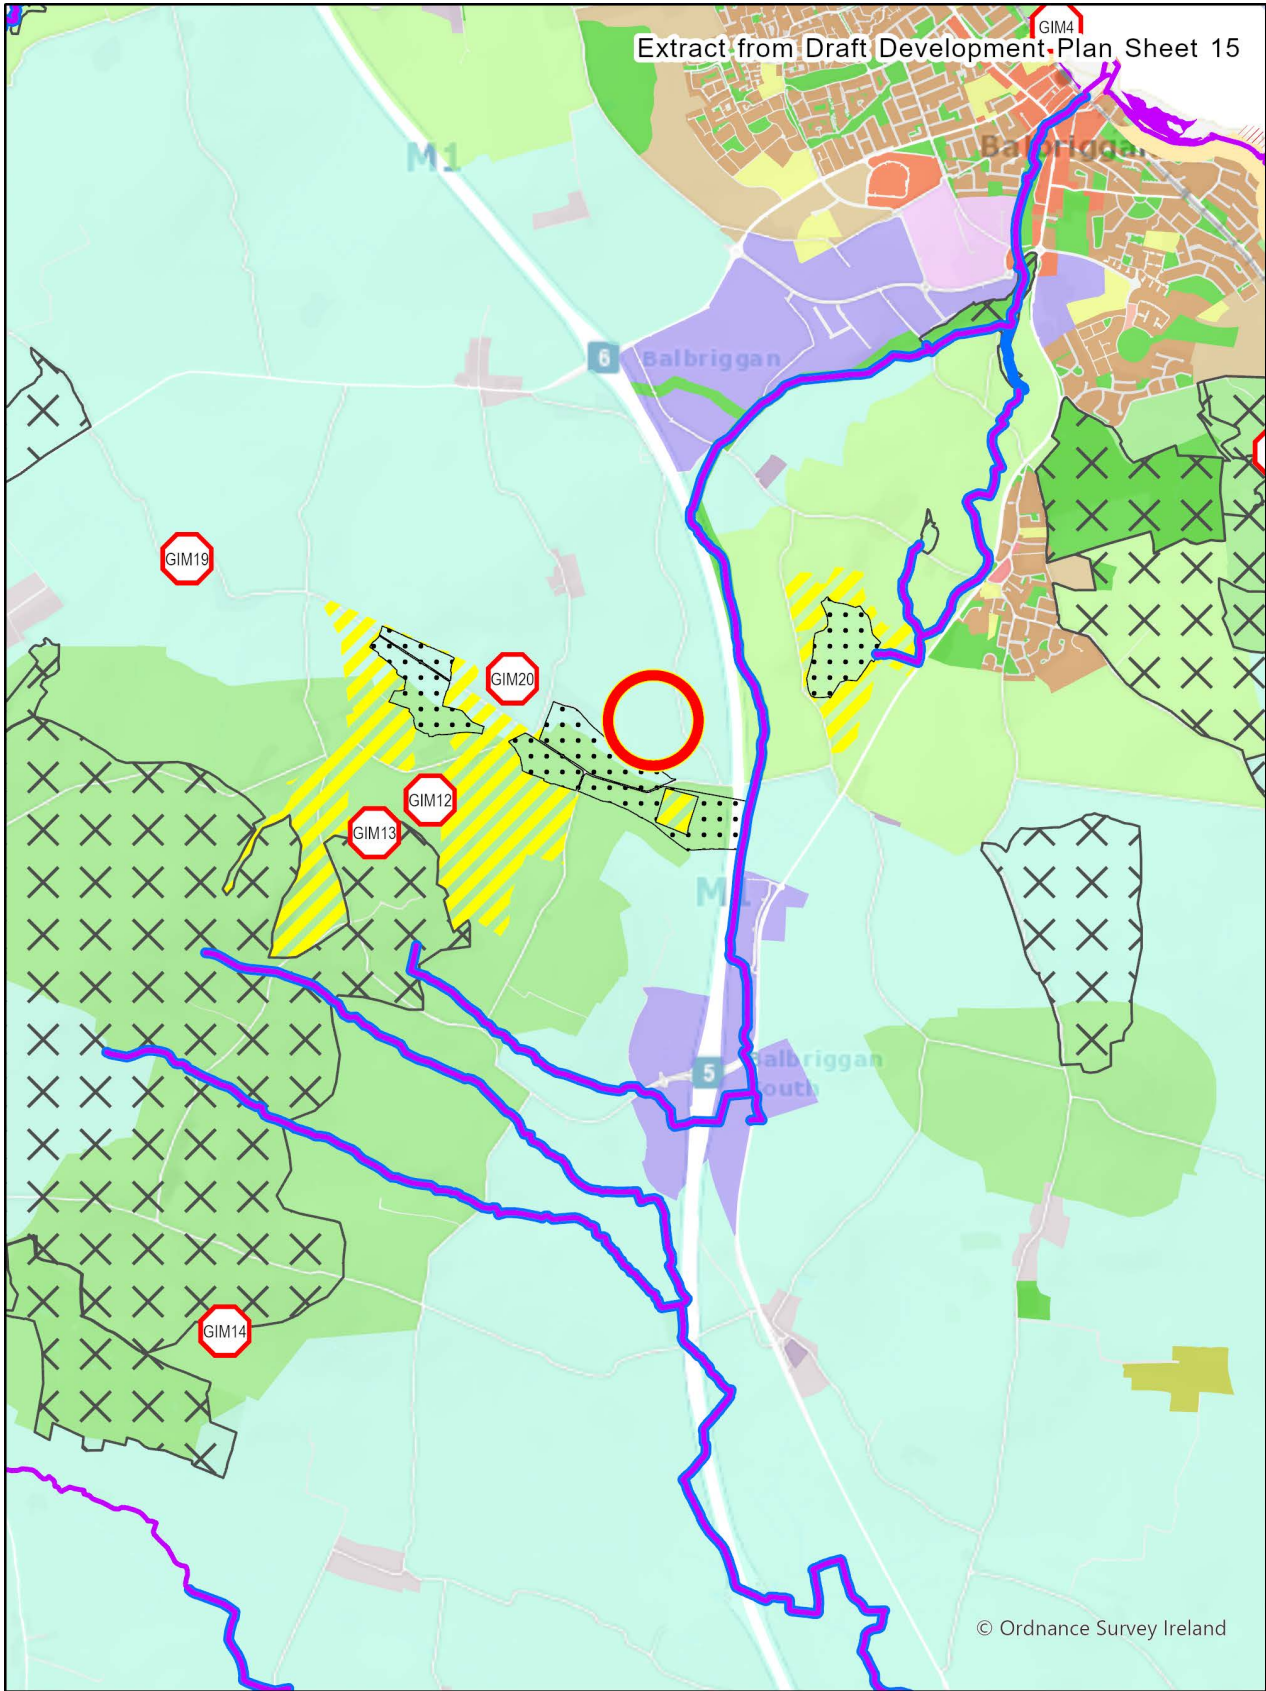 GIM4
Extract from Draft Development Plan Sheet 15
Balbriggan
M1
6 Balbriggan
GIM19
GIM20
GIM12
GIM13
M1
5 Balbriggan
South
GIM14
© Ordnance Survey Ireland